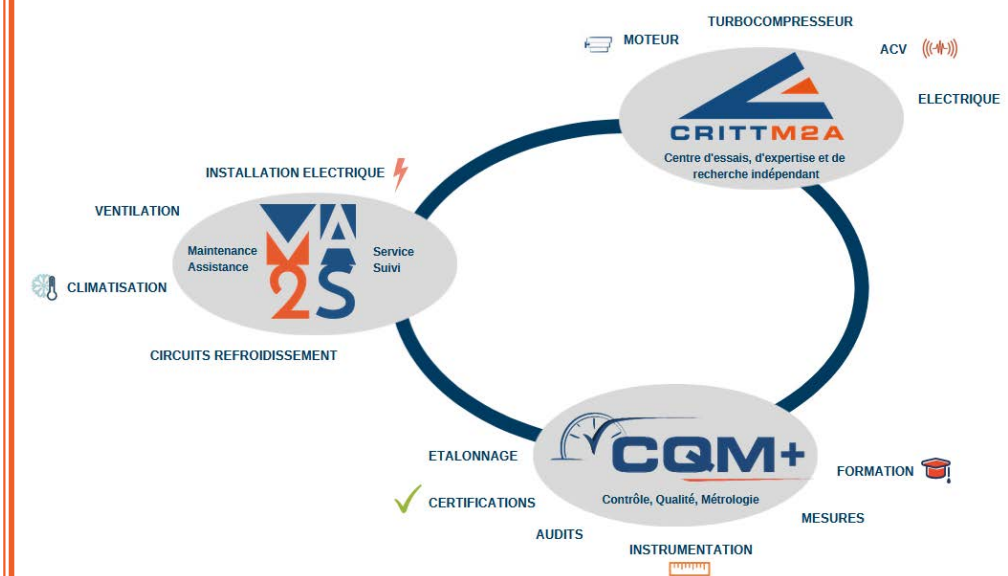 TURBOCOMPRESSEUR
MOTEUR
ACV
ELECTRIQUE
CRITTM2A
Centre d'essais, d'expertise et de
recherche indépendant
INSTALLATION ELECTRIQUE
VENTILATION
CLIMATISATION
CIRCUITS REFROIDISSEMENT
Maintenance
Assistance
MA2S
Service
Suivi
CQM+
Contrôle, Qualité, Métrologie
ETALONNAGE
CERTIFICATIONS
AUDITS
INSTRUMENTATION
MESURES
FORMATION